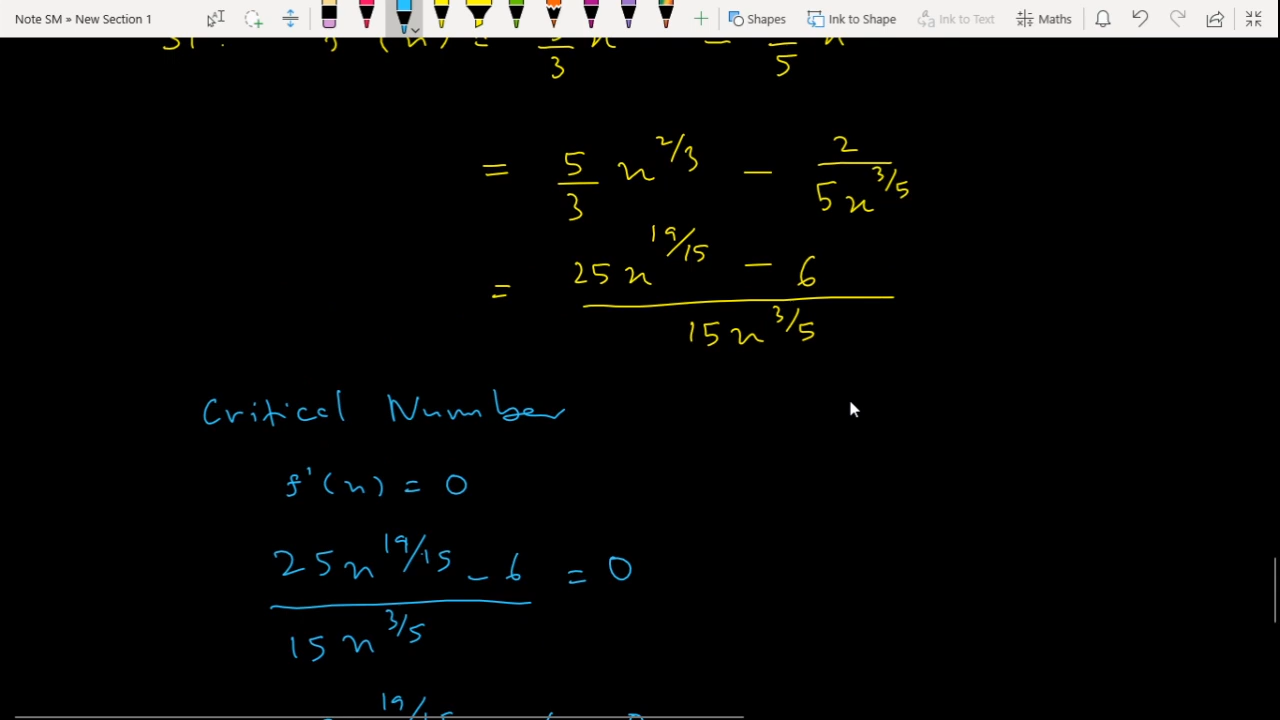 Note SM » New Section 1
Shapes
Ink to Shape
Ink to Text
Maths
= 5/3 x^2/3 - 2/5x^3/5
= 25x^19/15 - 6 / 15x^3/5
Critical Number
f'(x) = 0
25x^19/15 - 6 / 15x^3/5 = 0